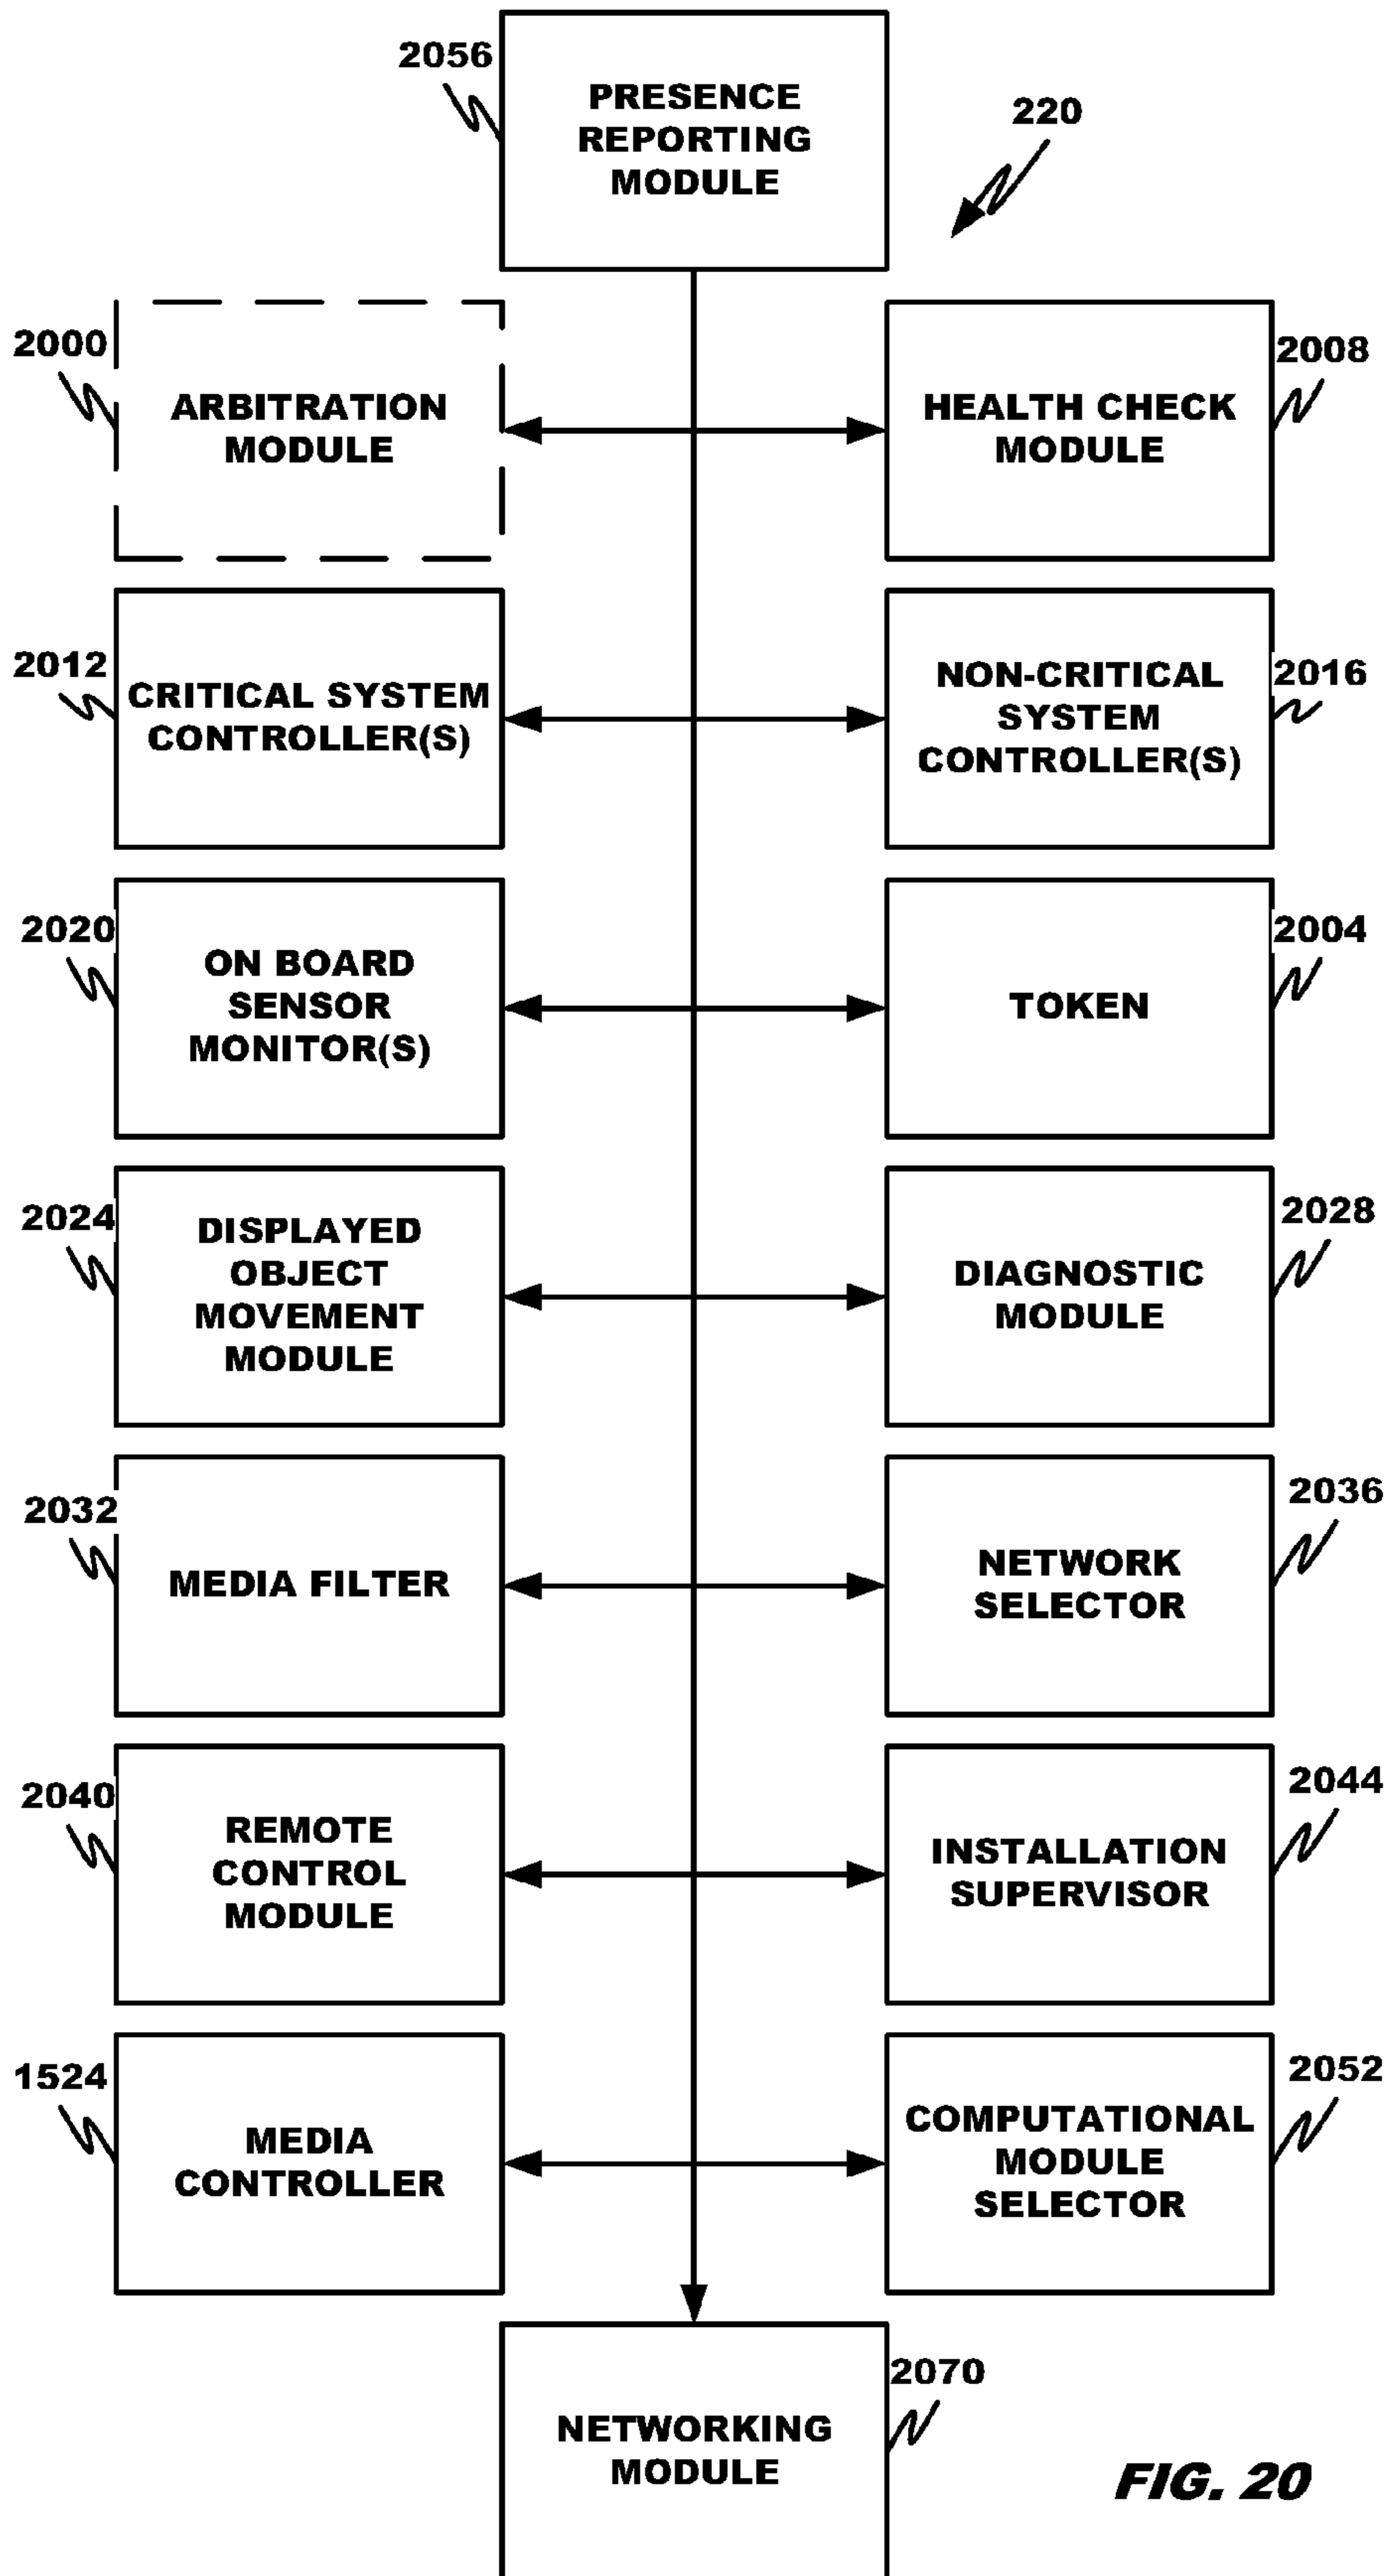 2056
PRESENCE
REPORTING
MODULE
220
2000
ARBITRATION
MODULE
2008
HEALTH CHECK
MODULE
2012
CRITICAL SYSTEM
CONTROLLER(S)
2016
NON-CRITICAL
SYSTEM
CONTROLLER(S)
2020
ON BOARD
SENSOR
MONITOR(S)
2004
TOKEN
2024
DISPLAYED
OBJECT
MOVEMENT
MODULE
2028
DIAGNOSTIC
MODULE
2032
MEDIA FILTER
2036
NETWORK
SELECTOR
2040
REMOTE
CONTROL
MODULE
2044
INSTALLATION
SUPERVISOR
1524
MEDIA
CONTROLLER
2052
COMPUTATIONAL
MODULE
SELECTOR
2070
NETWORKING
MODULE
FIG. 20